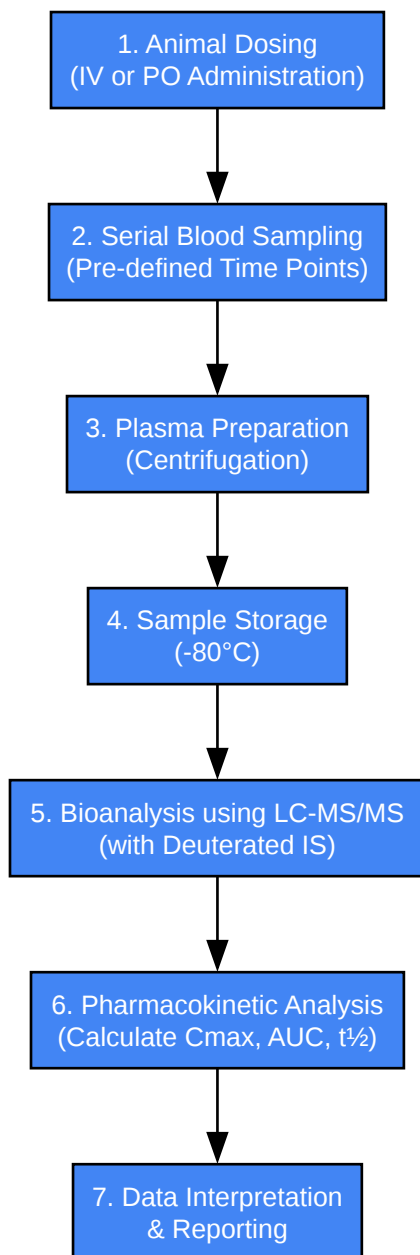 1. Animal Dosing
(IV or PO Administration)
2. Serial Blood Sampling
(Pre-defined Time Points)
3. Plasma Preparation
(Centrifugation)
4. Sample Storage
(-80°C)
5. Bioanalysis using LC-MS/MS
(with Deuterated IS)
6. Pharmacokinetic Analysis
(Calculate Cmax, AUC, t½)
7. Data Interpretation
& Reporting